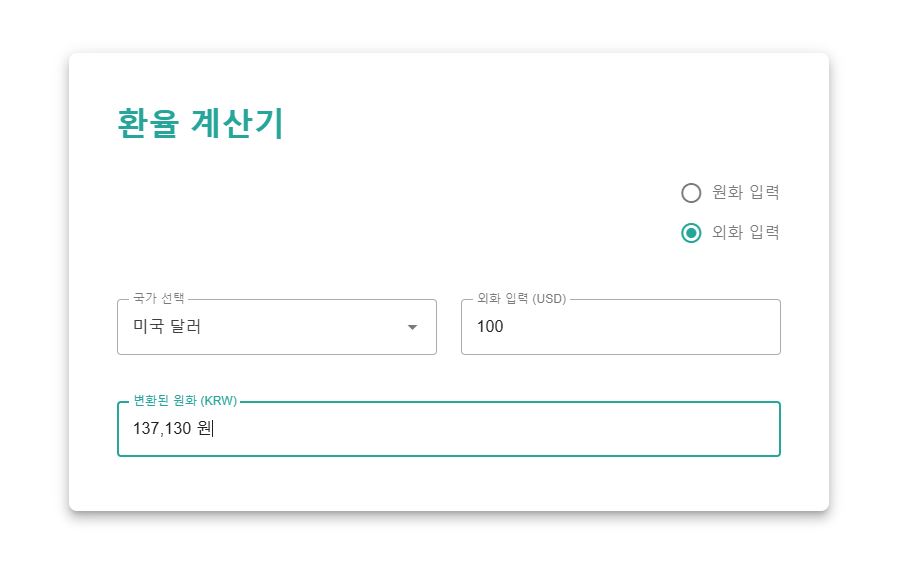 환율 계산기
원화 입력
외화 입력
국가 선택
미국 달러
외화 입력 (USD)
100
변환된 원화 (KRW)
137,130 원